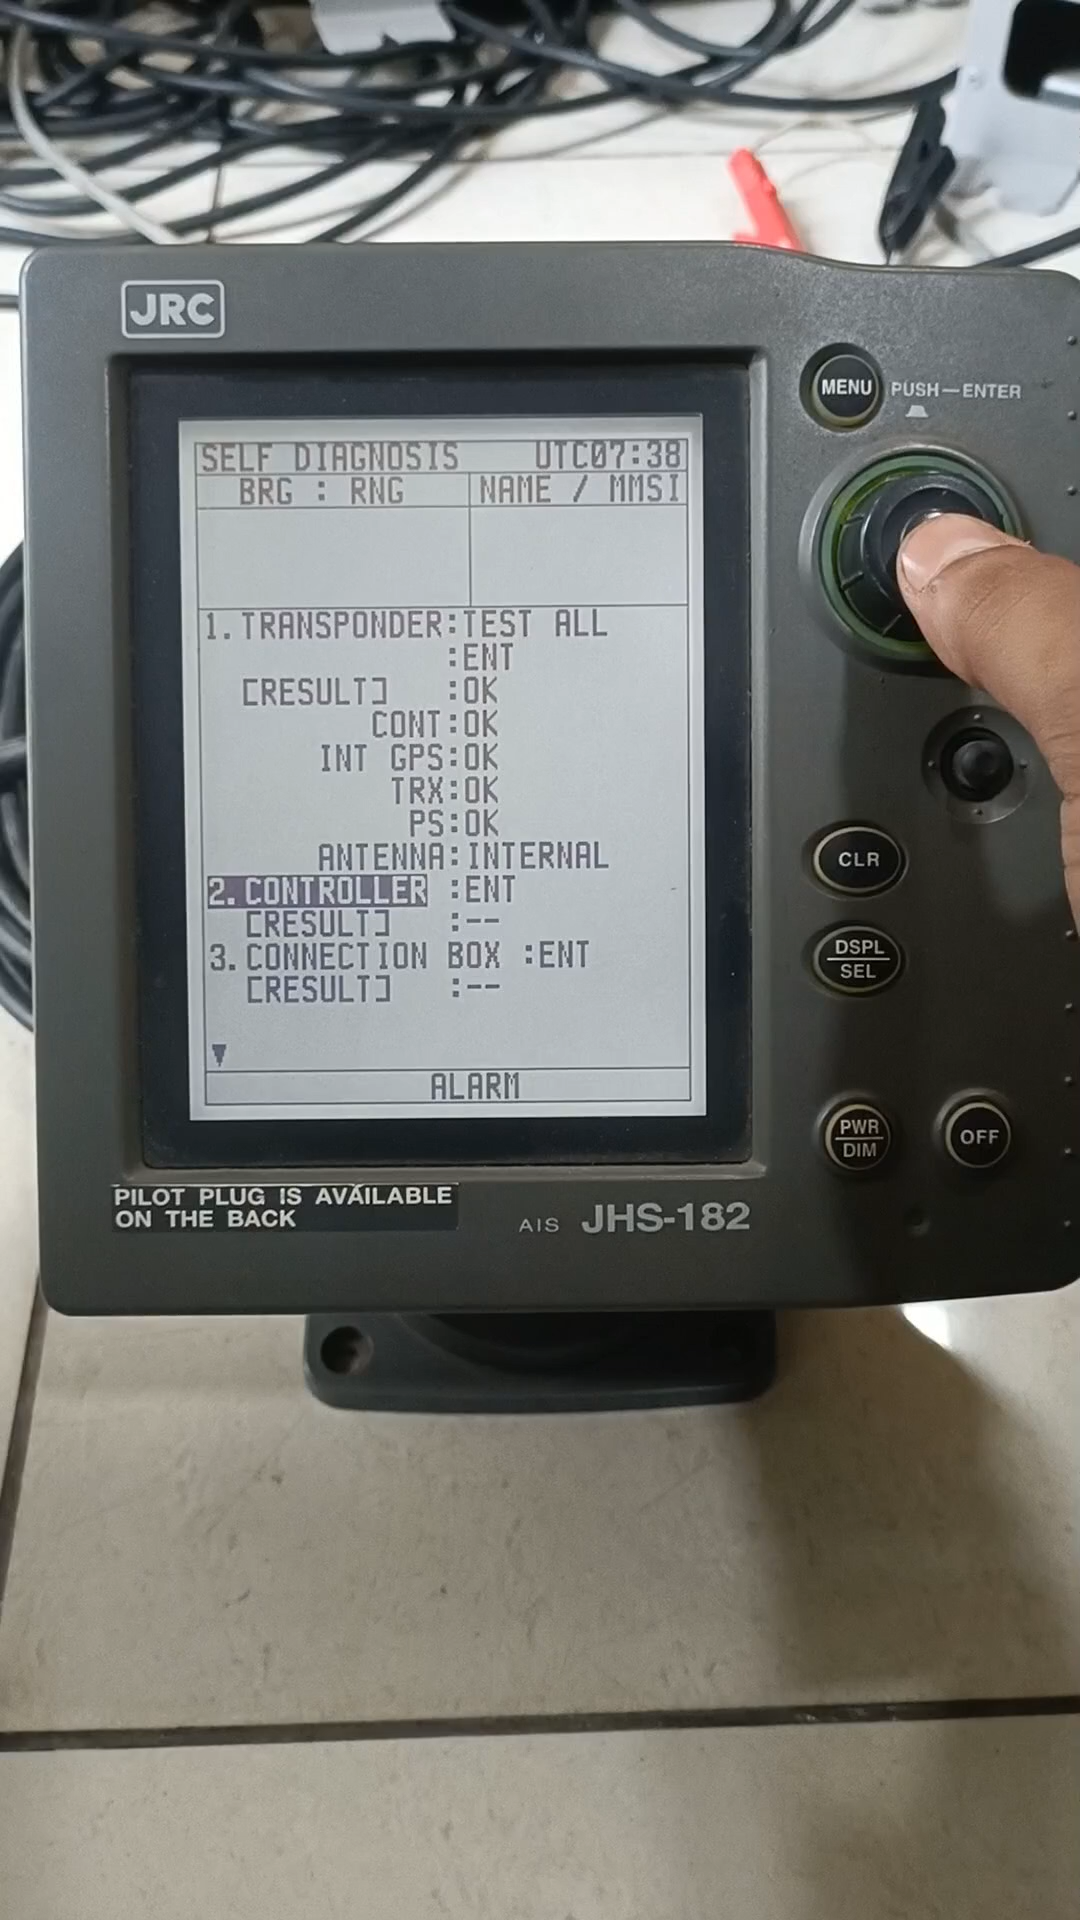 JRC
MENU PUSH—ENTER
SELF DIAGNOSIS UTC07:38
BRG : RNG NAME / MMSI
1.TRANSPONDER:TEST ALL
:ENT
[RESULT] :OK
CONT:OK
INT GPS:OK
TRX:OK
PS:OK
ANTENNA:INTERNAL
2.CONTROLLER :ENT
[RESULT] :--
3.CONNECTION BOX :ENT
[RESULT] :--
▼
ALARM
CLR
DSPL
SEL
PWR
DIM
OFF
PILOT PLUG IS AVAILABLE
ON THE BACK
AIS JHS-182